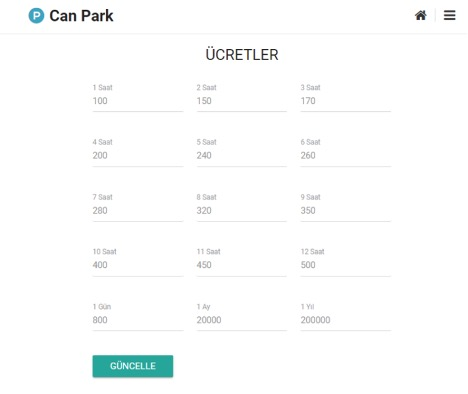 P Can Park
ÜCRETLER
1 Saat
2 Saat
3 Saat
100
150
170
4 Saat
5 Saat
6 Saat
200
240
260
7 Saat
8 Saat
9 Saat
280
320
350
10 Saat
11 Saat
12 Saat
400
450
500
1 Gün
1 Ay
1 Yıl
800
20000
200000
GÜNCELLE